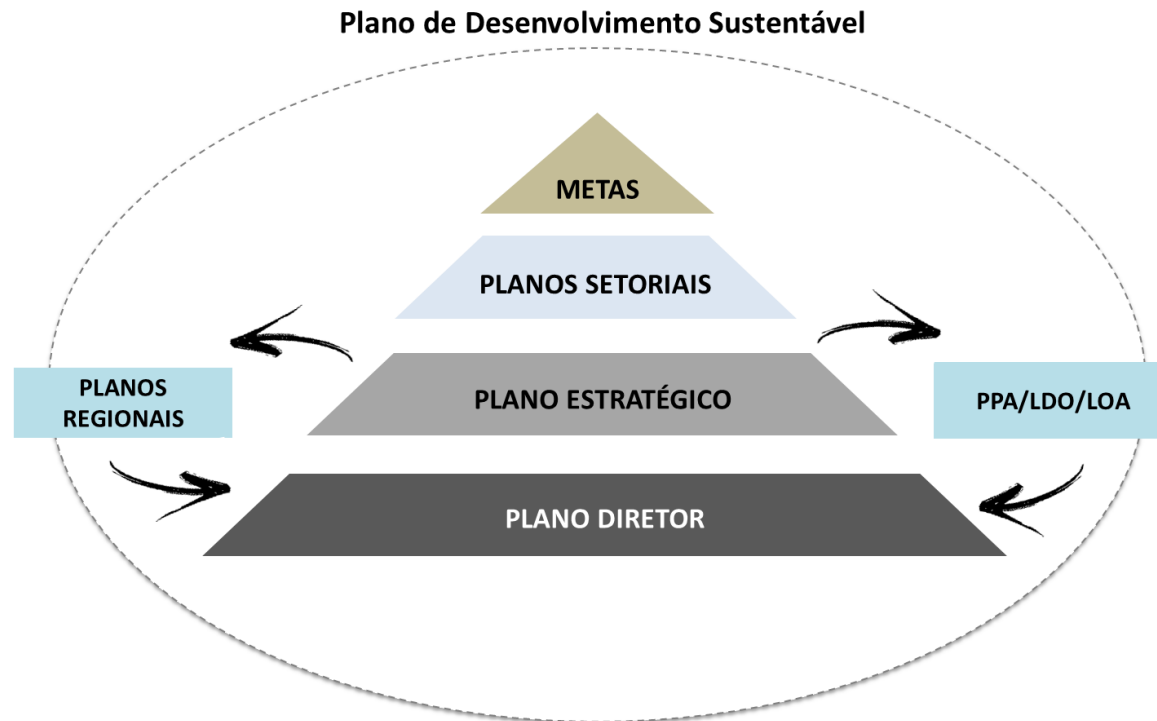 Plano de Desenvolvimento Sustentável
METAS
PLANOS SETORIAIS
PLANO ESTRATÉGICO
PLANOS
REGIONAIS
PPA/LDO/LOA
PLANO DIRETOR